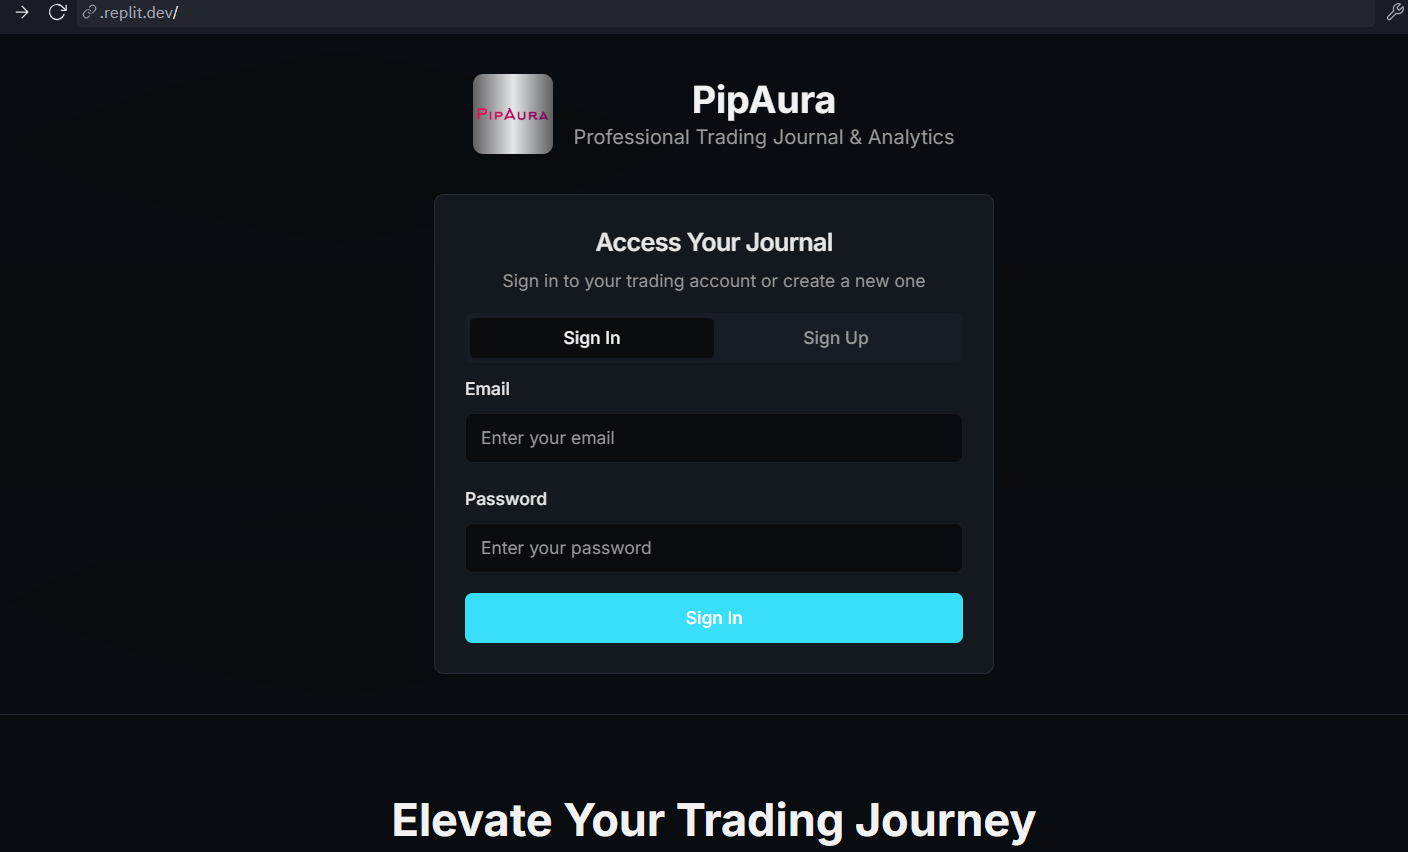 .replit.dev/
PIPAURA
PipAura
Professional Trading Journal & Analytics
Access Your Journal
Sign in to your trading account or create a new one
Sign In
Sign Up
Email
Enter your email
Password
Enter your password
Sign In
Elevate Your Trading Journey